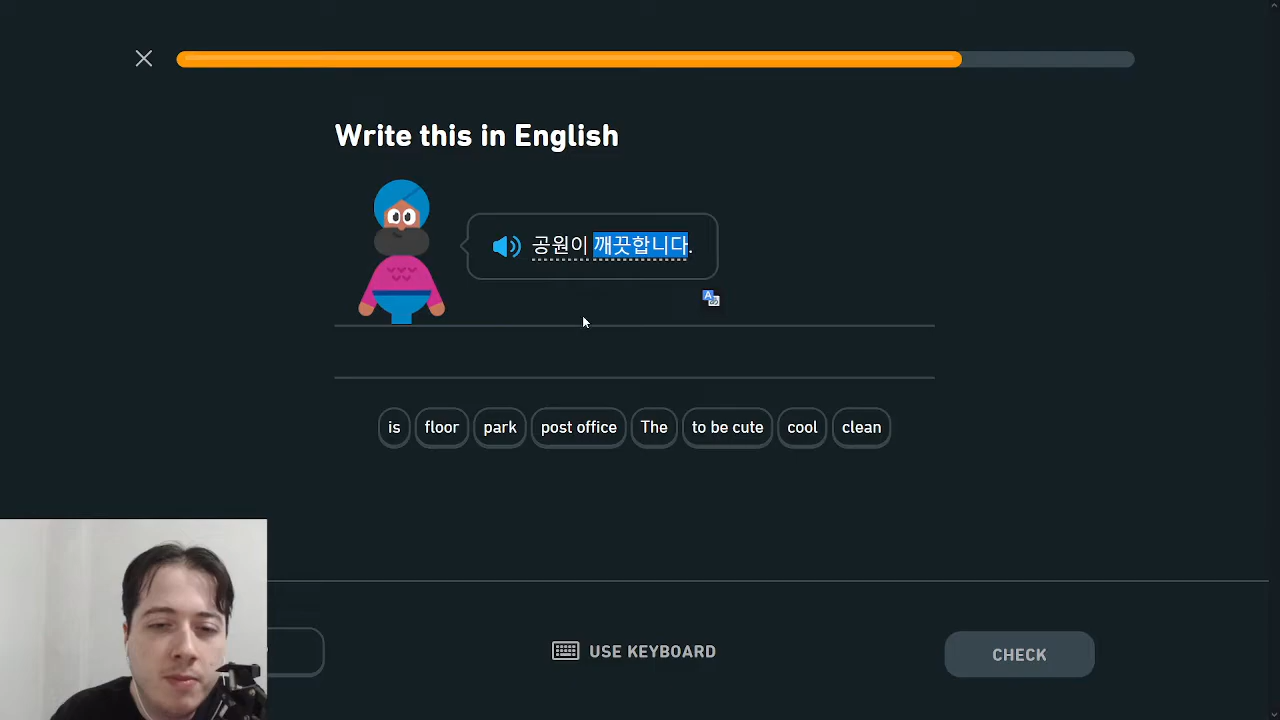 Write this in English
공원이 깨끗합니다.
is floor park post office The to be cute cool clean
USE KEYBOARD
CHECK